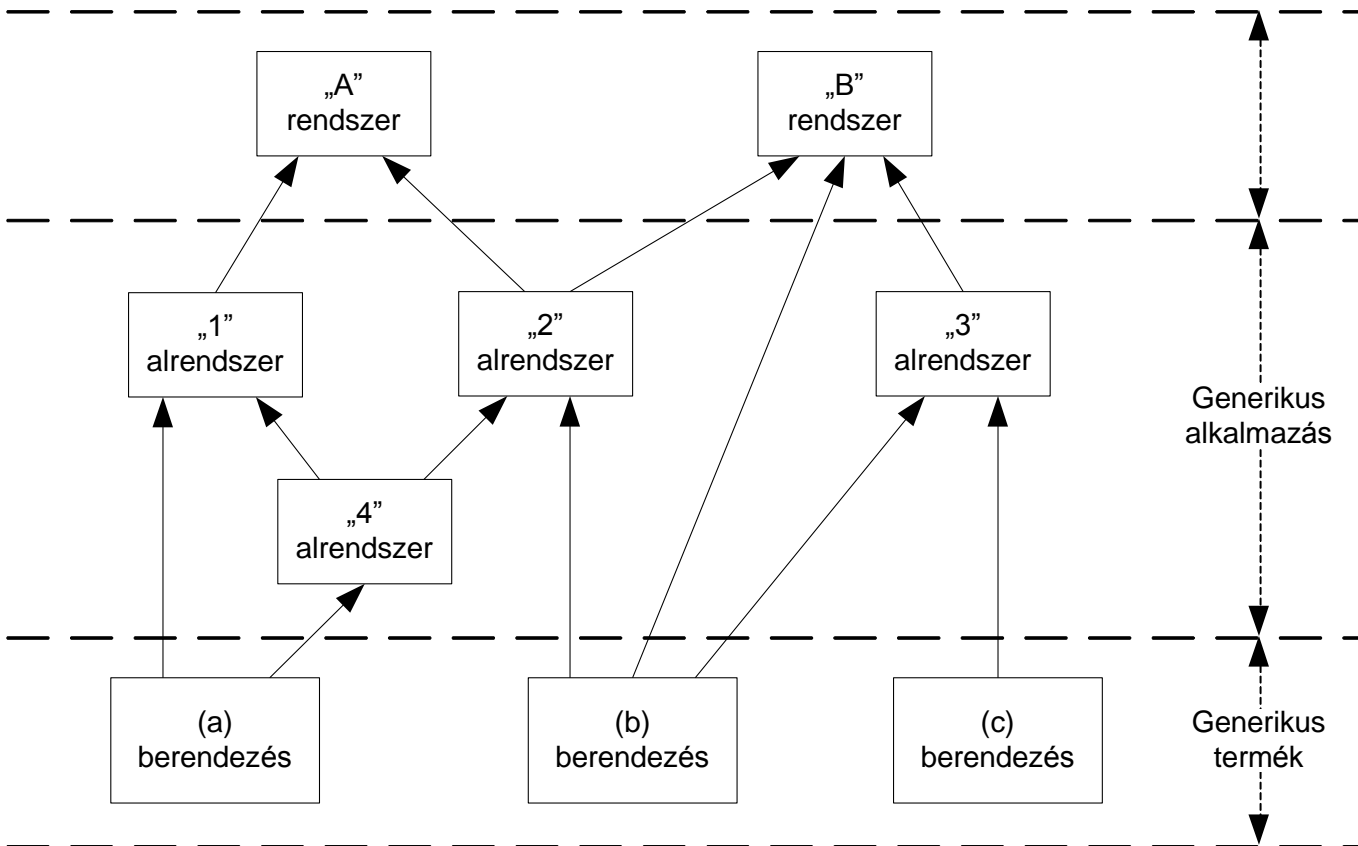 „A”
rendszer
„B”
rendszer
„1”
alrendszer
„2”
alrendszer
„3”
alrendszer
Generikus
alkalmazás
„4”
alrendszer
(a)
berendezés
(b)
berendezés
(c)
berendezés
Generikus
termék